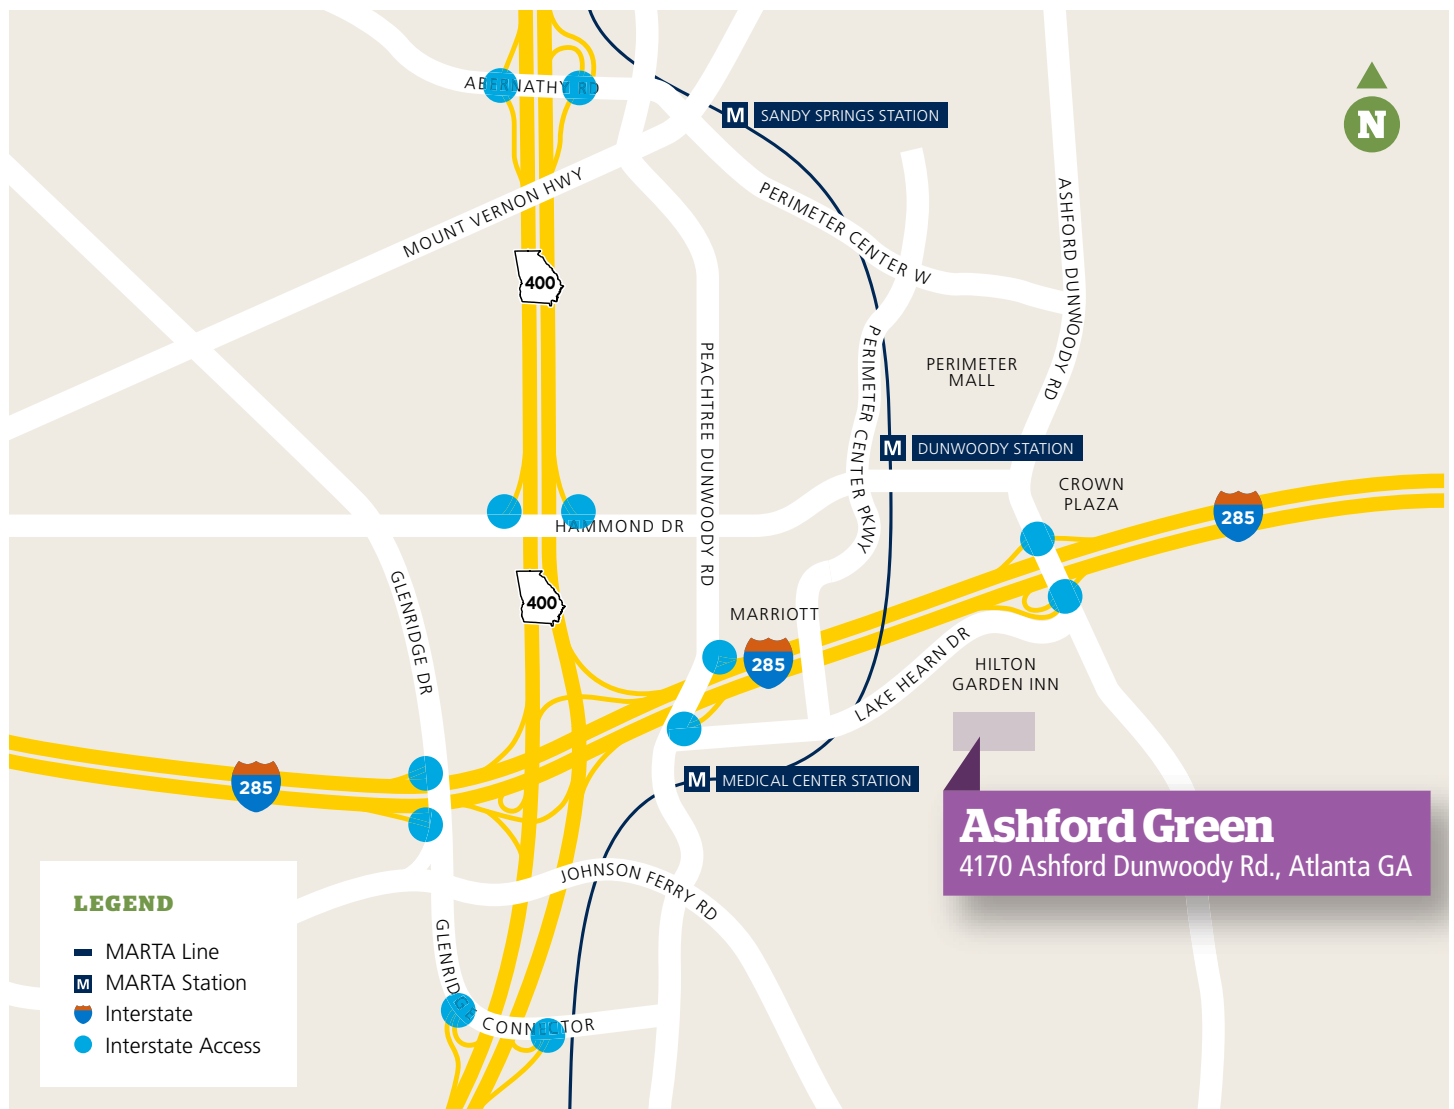 ABERNATHY RD
M
SANDY SPRINGS STATION
N
MOUNT VERNON HWY
PERIMETER CENTER W
ASHFORD DUNWOODY RD
400
PEACHTREE DUNWOODY RD
PERIMETER CENTER PKWY
PERIMETER
MALL
M
DUNWOODY STATION
CROWN
PLAZA
285
HAMMOND DR
GLENRIDGE DR
400
MARRIOTT
285
LAKE HEARN DR
HILTON
GARDEN INN
285
M
MEDICAL CENTER STATION
Ashford Green
4170 Ashford Dunwoody Rd., Atlanta GA
JOHNSON FERRY RD
GLENRIDGE CONNECTOR
LEGEND
MARTA Line
M MARTA Station
Interstate
Interstate Access